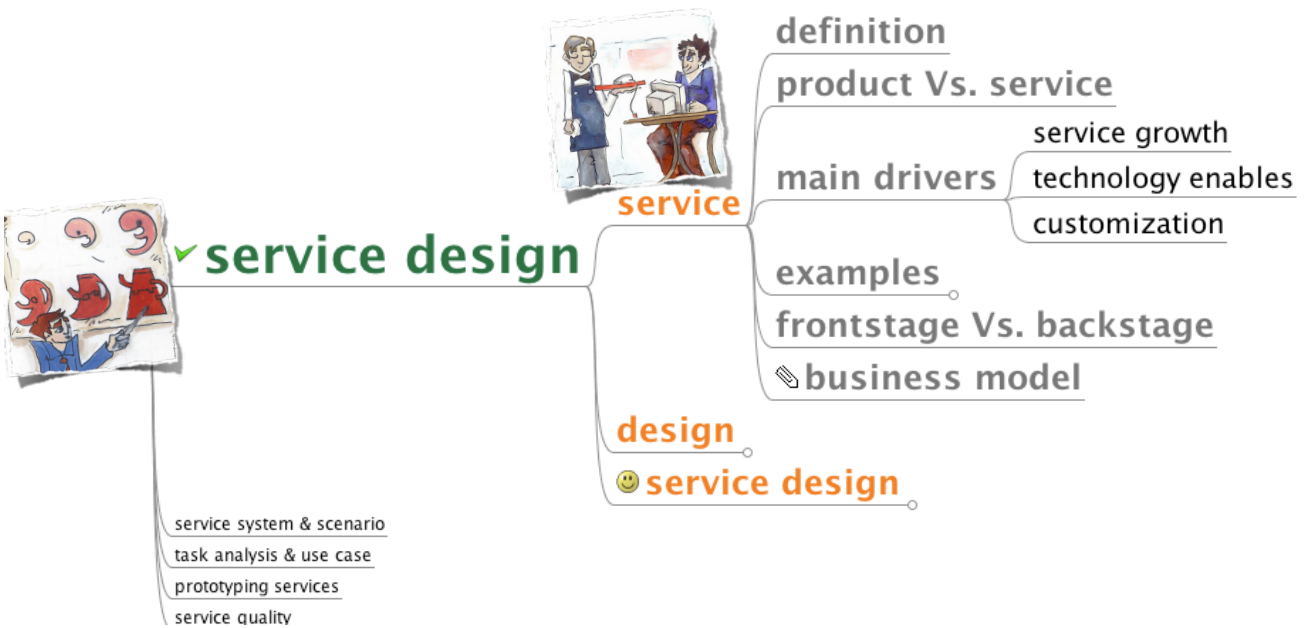 definition
product Vs. service
service growth
main drivers
technology enables
customization
service
service design
examples
frontstage Vs. backstage
business model
design
service design
service system & scenario
task analysis & use case
prototyping services
service quality